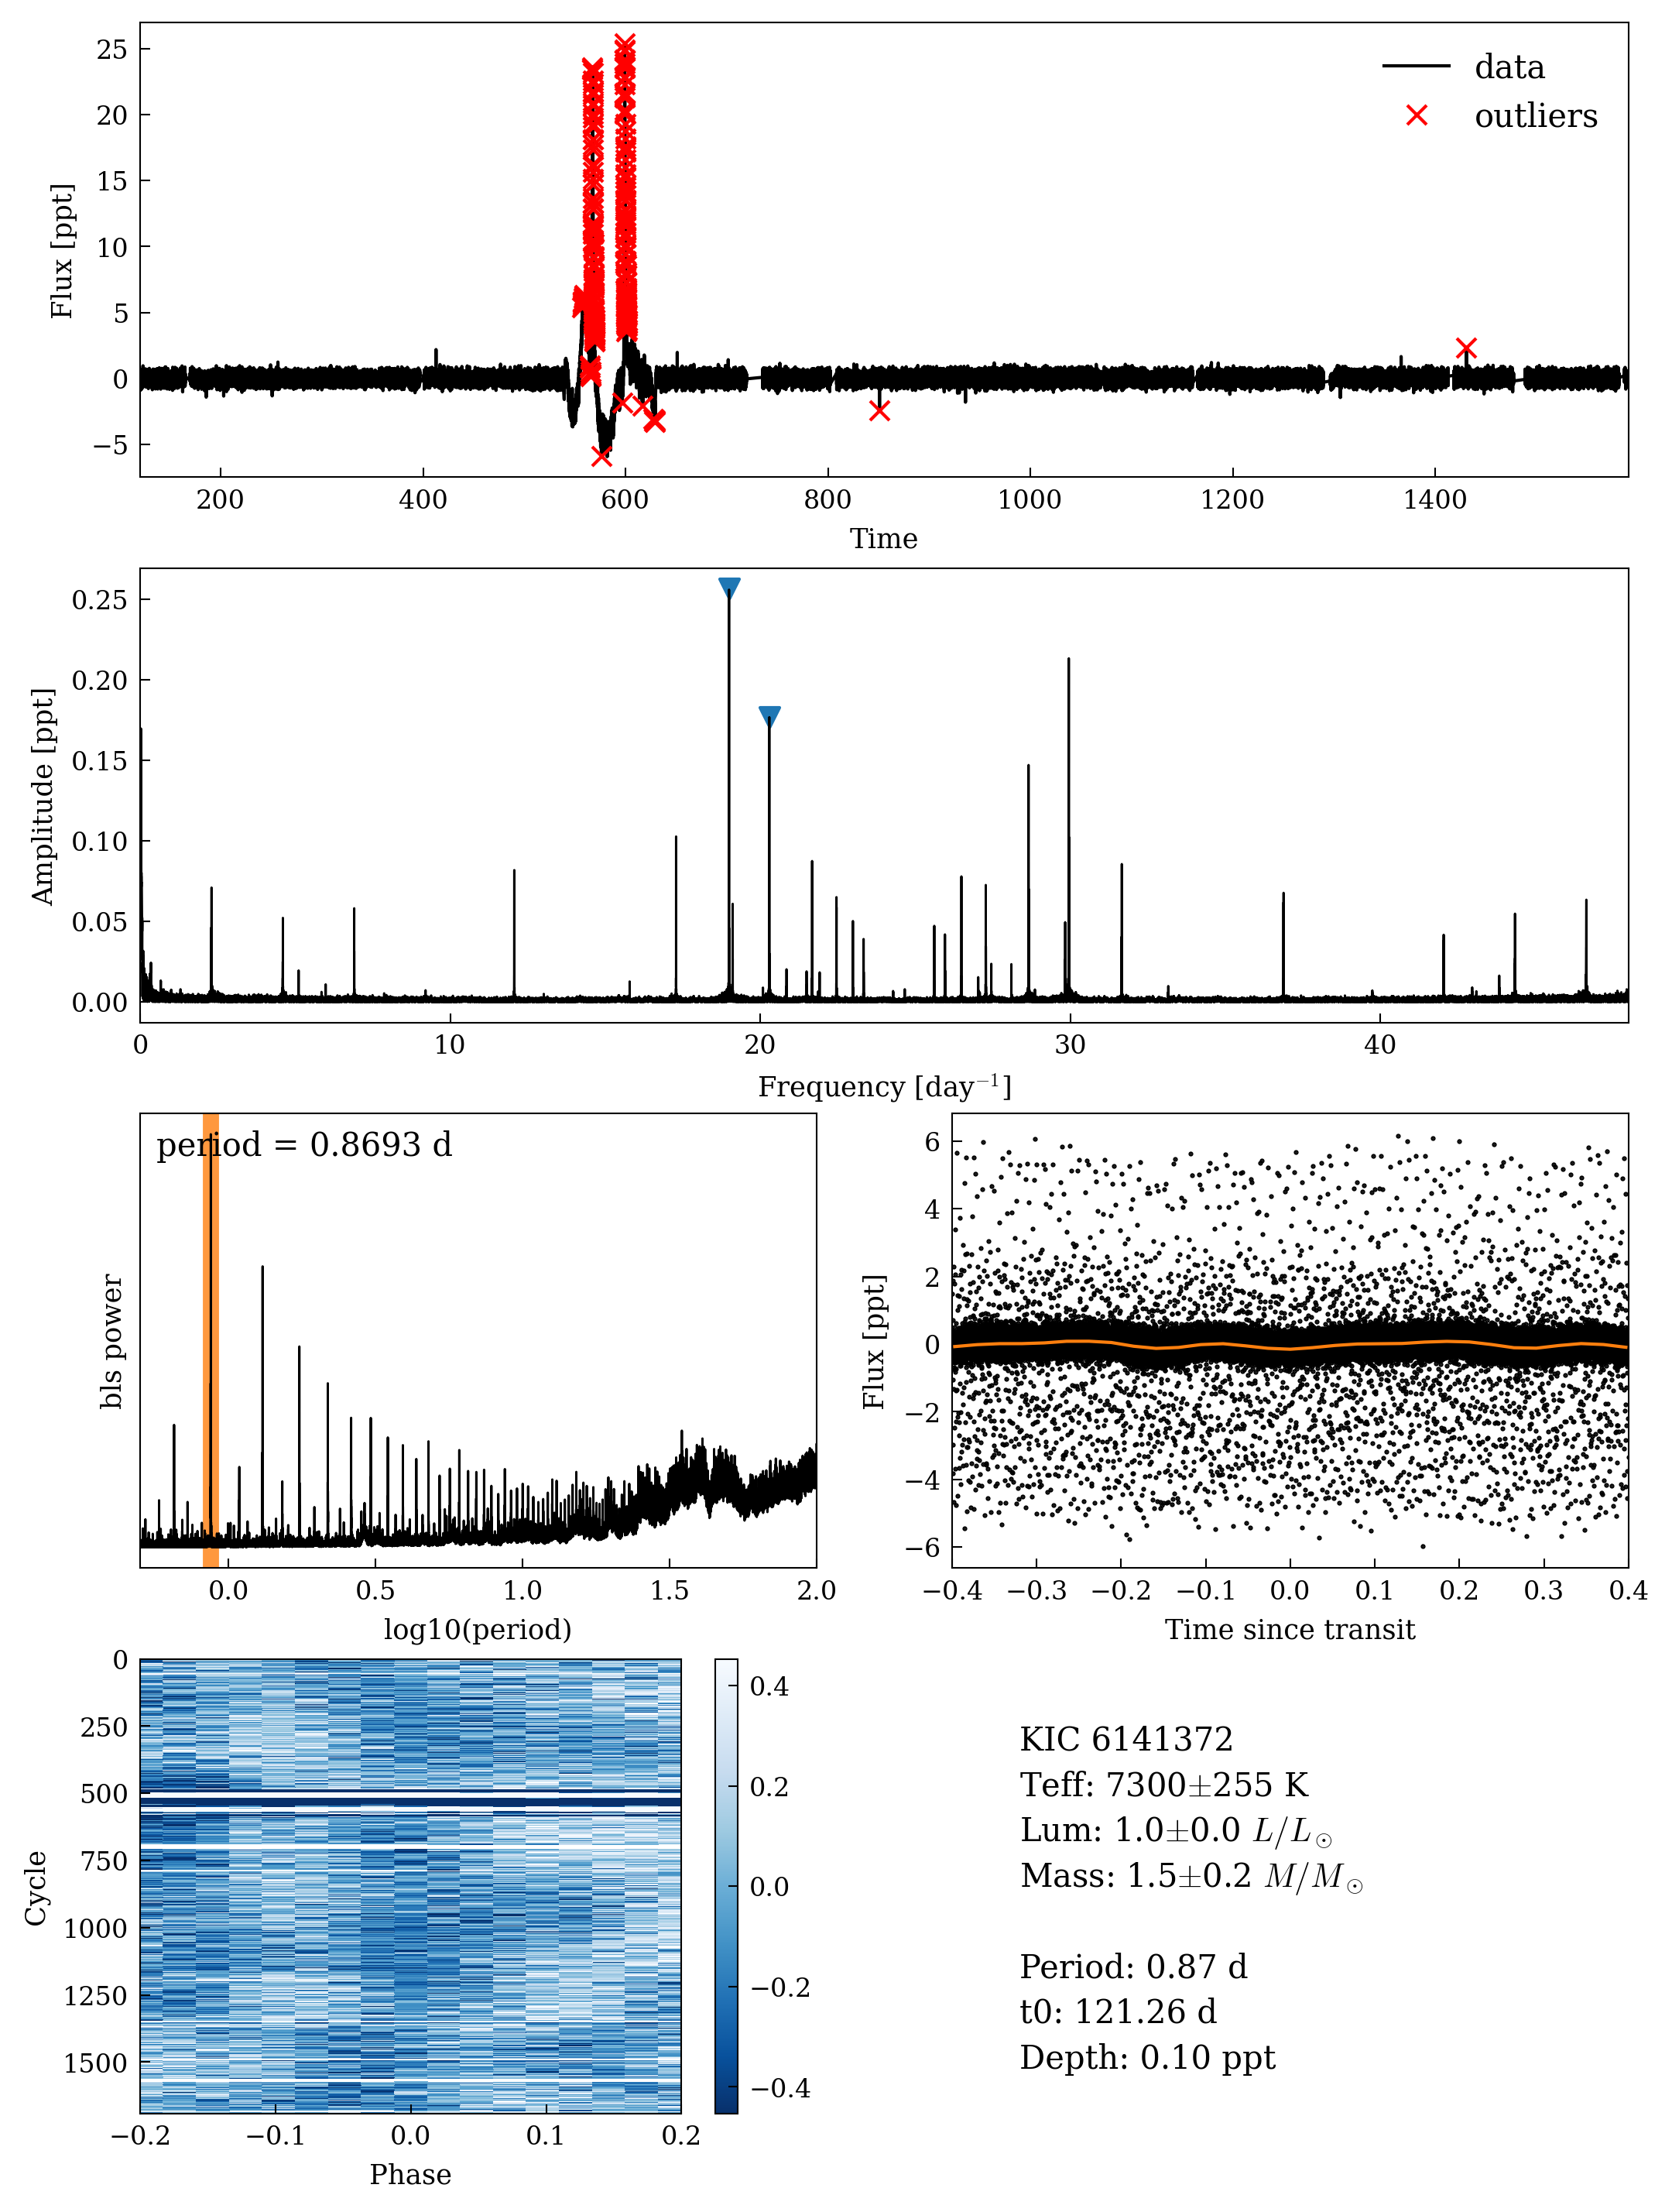 25
20
15
10
5
0
−5
Flux [ppt]
data
outliers
200 400 600 800 1000 1200 1400
Time
0.25
0.20
0.15
0.10
0.05
0.00
Amplitude [ppt]
0 10 20 30 40
Frequency [day⁻¹]
period = 0.8693 d
bls power
0.0 0.5 1.0 1.5 2.0
log10(period)
6
4
2
0
−2
−4
−6
Flux [ppt]
−0.4 −0.3 −0.2 −0.1 0.0 0.1 0.2 0.3 0.4
Time since transit
0
250
500
750
1000
1250
1500
Cycle
−0.2 −0.1 0.0 0.1 0.2
Phase
0.4
0.2
0.0
−0.2
−0.4
KIC 6141372
Teff: 7300±255 K
Lum: 1.0±0.0 L/L⊙
Mass: 1.5±0.2 M/M⊙
Period: 0.87 d
t0: 121.26 d
Depth: 0.10 ppt